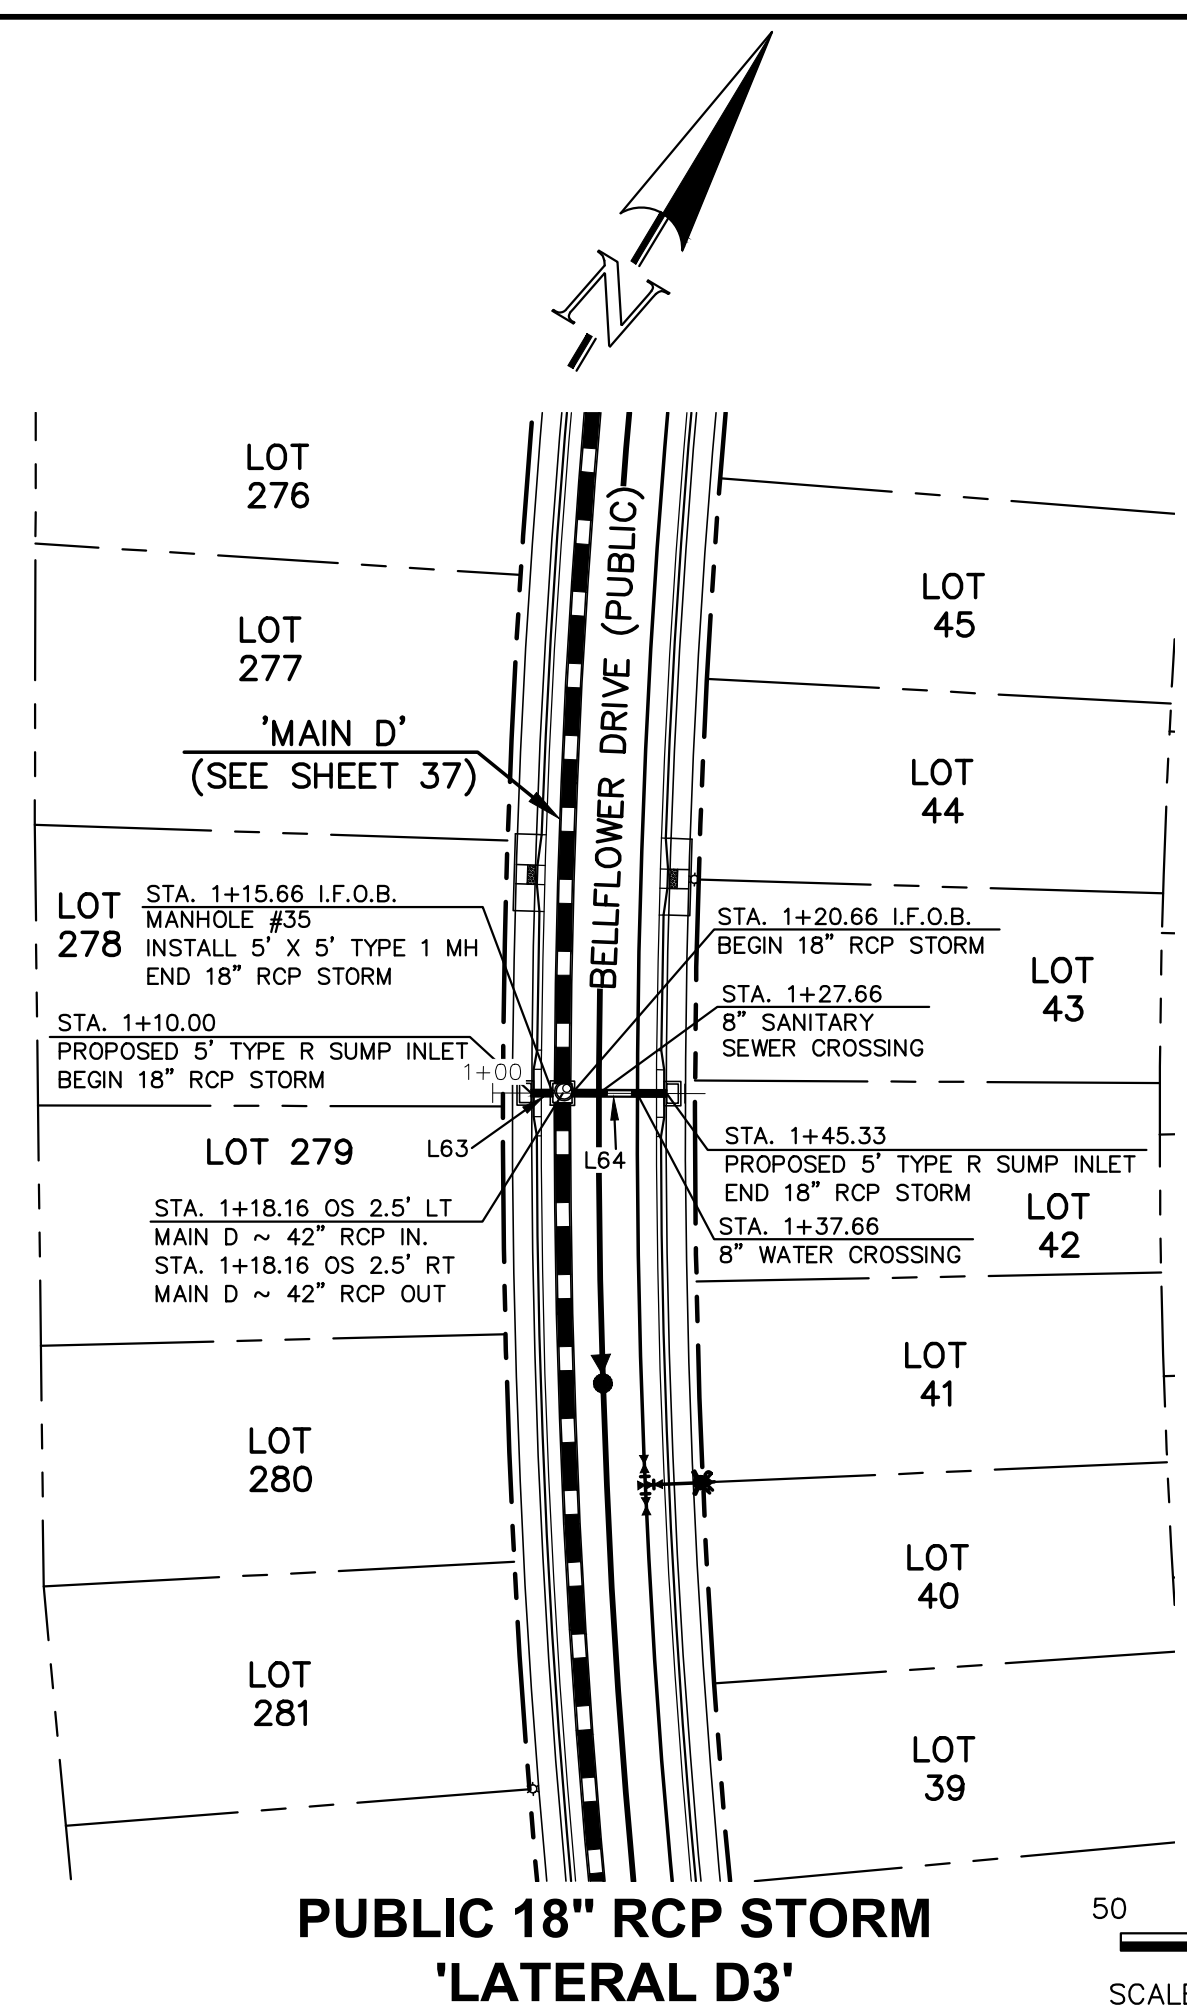 N
LOT
276
LOT
277
'MAIN D'
(SEE SHEET 37)
BELLFLOWER DRIVE (PUBLIC)
LOT
45
LOT
44
LOT
278
STA. 1+15.66 I.F.O.B.
MANHOLE #35
INSTALL 5' X 5' TYPE 1 MH
END 18" RCP STORM
STA. 1+10.00
PROPOSED 5' TYPE R SUMP INLET
BEGIN 18" RCP STORM
1+00
STA. 1+20.66 I.F.O.B.
BEGIN 18" RCP STORM
LOT
43
STA. 1+27.66
8" SANITARY
SEWER CROSSING
LOT 279
L63
L64
STA. 1+18.16 OS 2.5' LT
MAIN D ~ 42" RCP IN.
STA. 1+18.16 OS 2.5' RT
MAIN D ~ 42" RCP OUT
STA. 1+45.33
PROPOSED 5' TYPE R SUMP INLET
END 18" RCP STORM
LOT
42
STA. 1+37.66
8" WATER CROSSING
LOT
41
LOT
280
LOT
40
LOT
281
LOT
39
PUBLIC 18" RCP STORM
'LATERAL D3'
50
SCALE